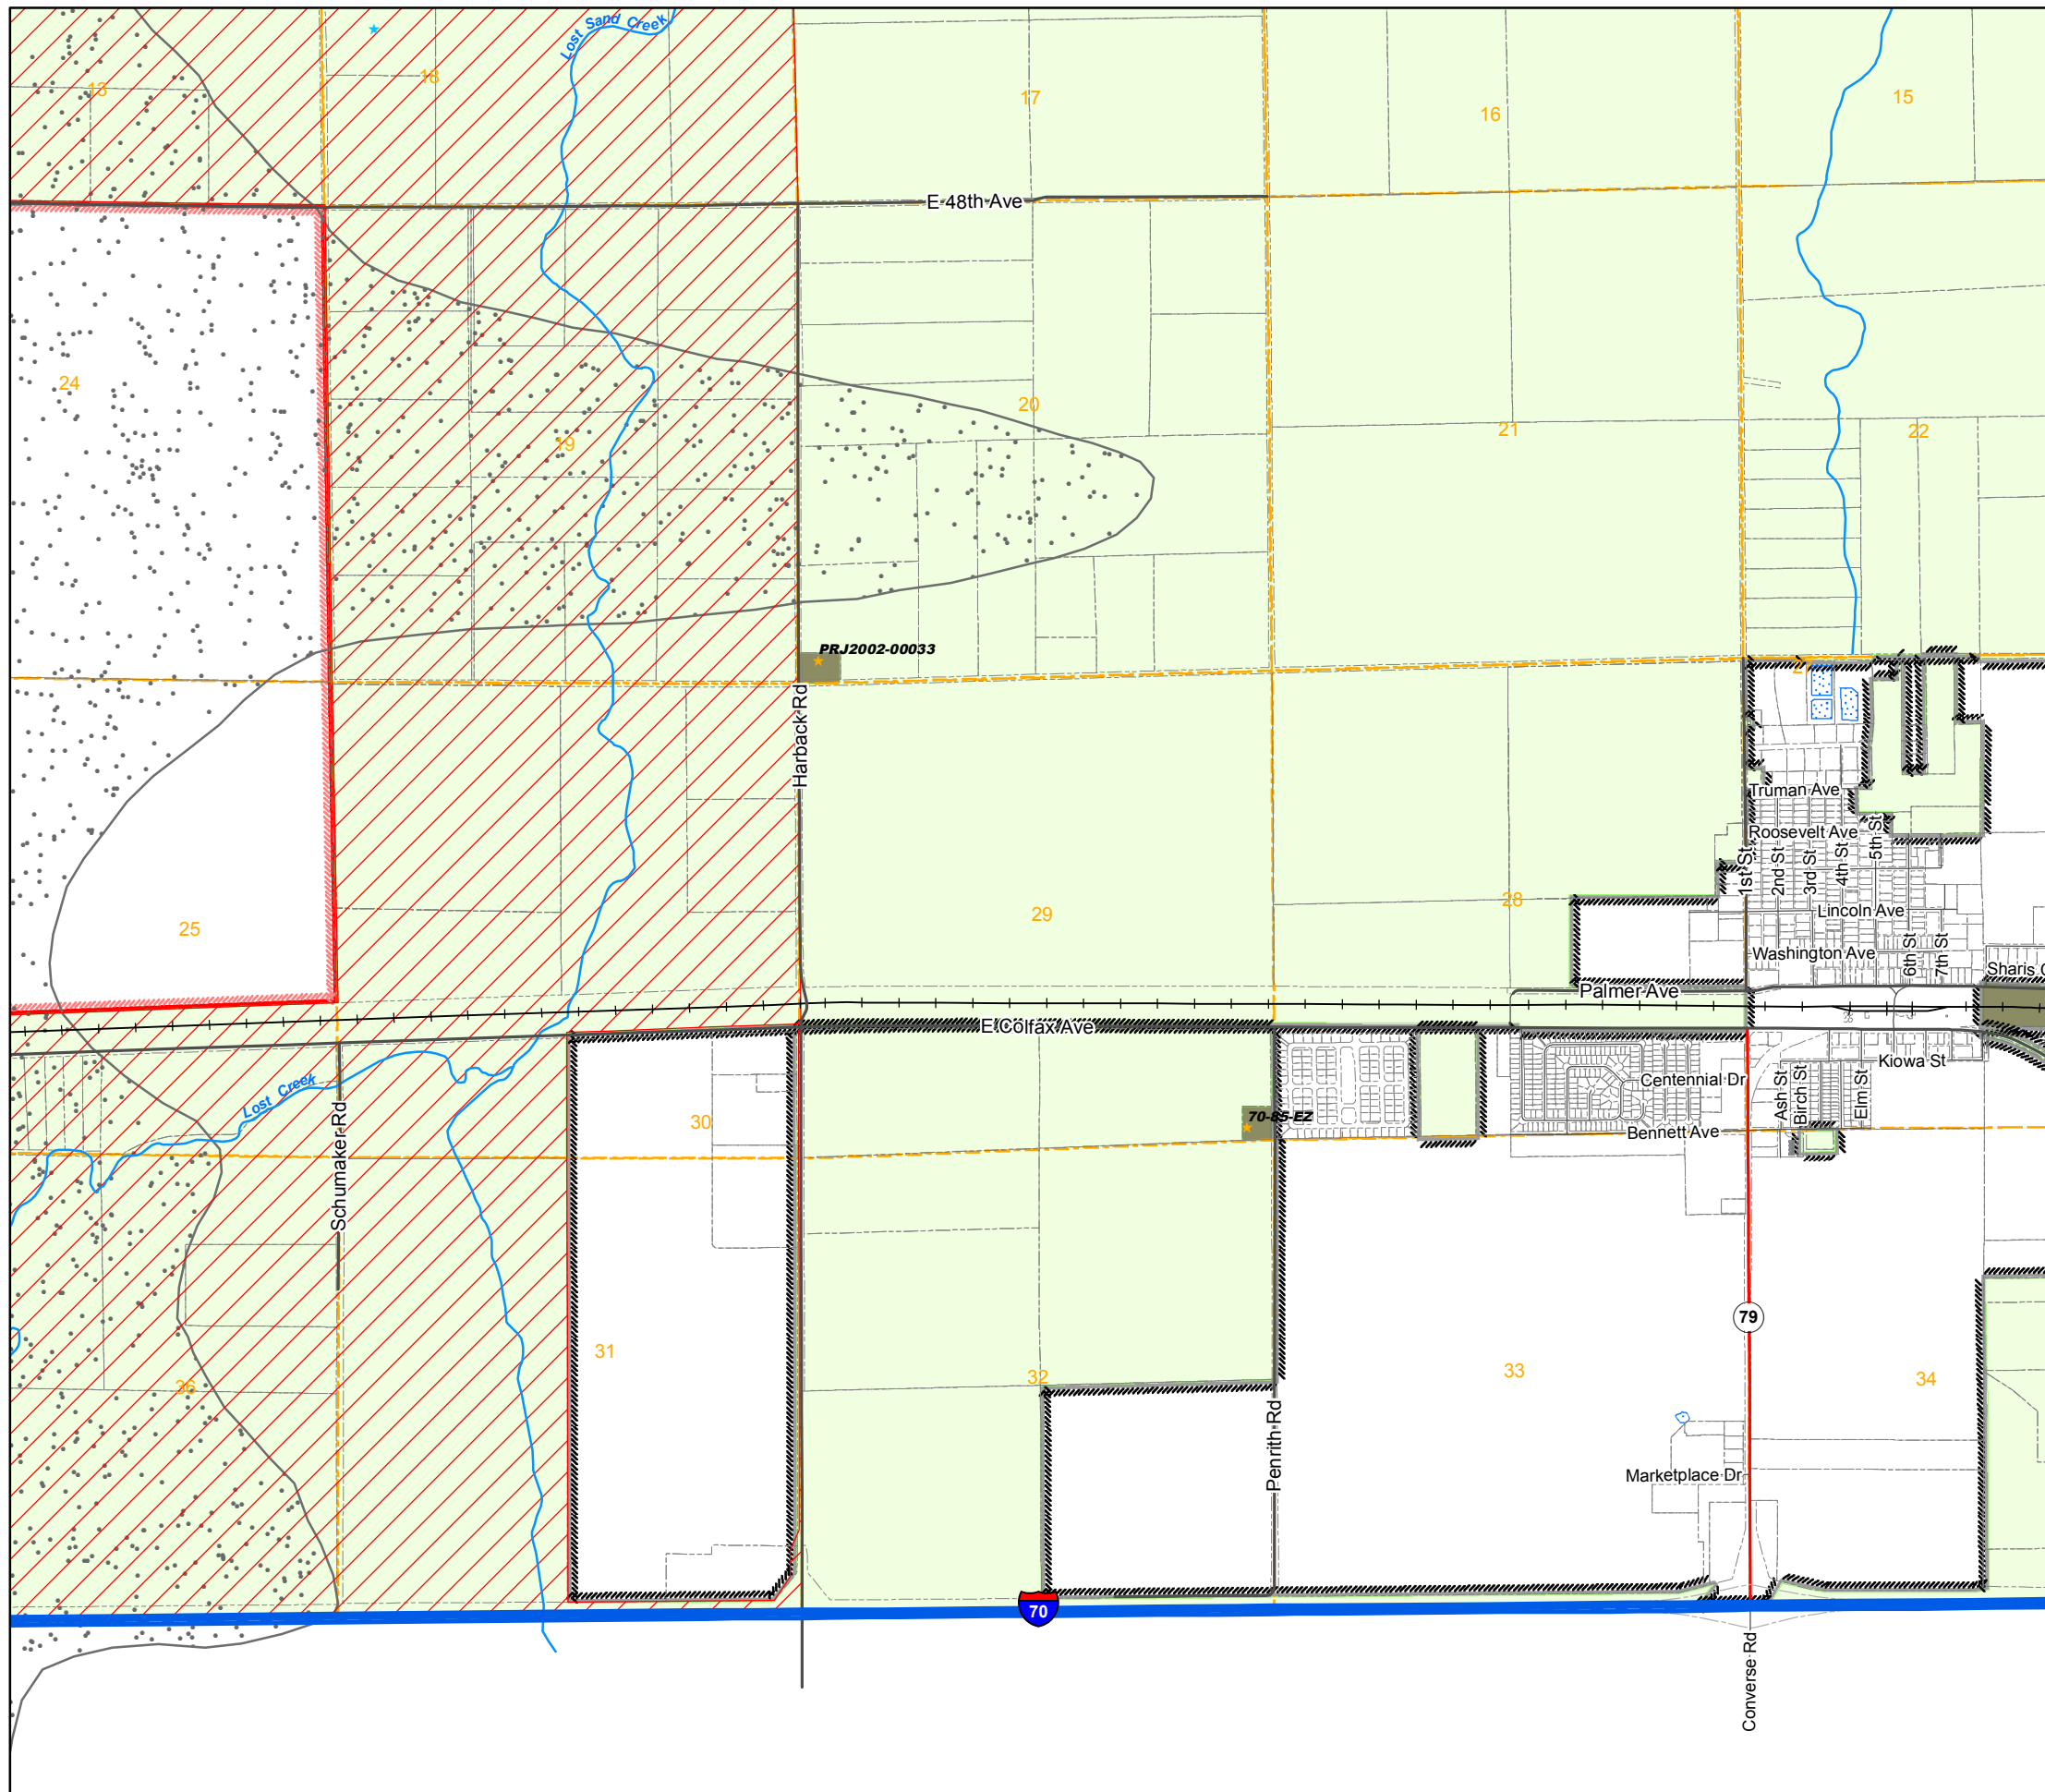 Lost Sand Creek
13
18
17
16
15
E 48th Ave
24
19
20
21
22
PRJ2002-00033
Harback Rd
Truman Ave
Roosevelt Ave
1st St
2nd St
3rd St
4th St
5th St
25
29
28
Lincoln Ave
Washington Ave
6th St
7th St
Palmer Ave
E Colfax Ave
Lost Creek
Schumaker Rd
30
70-85-EZ
Centennial Dr
Bennett Ave
Kiowa St
Ash St
Birch St
Elm St
31
36
32
33
34
79
Penrith Rd
Marketplace Dr
70
Converse Rd